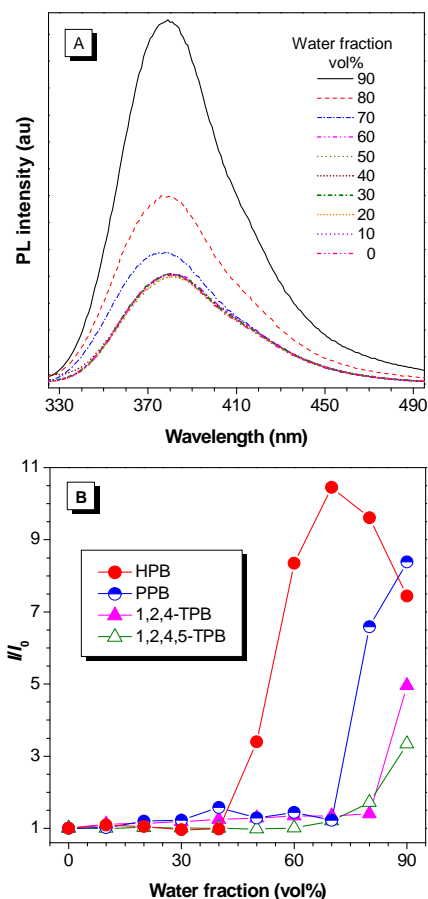 A
Water fraction
vol%
90
80
70
60
50
40
30
20
10
0
PL intensity (au)
330 370 410 450 490
Wavelength (nm)
B
11
9
7
5
3
1
HPB
PPB
1,2,4-TPB
1,2,4,5-TPB
I/I0
0 30 60 90
Water fraction (vol%)